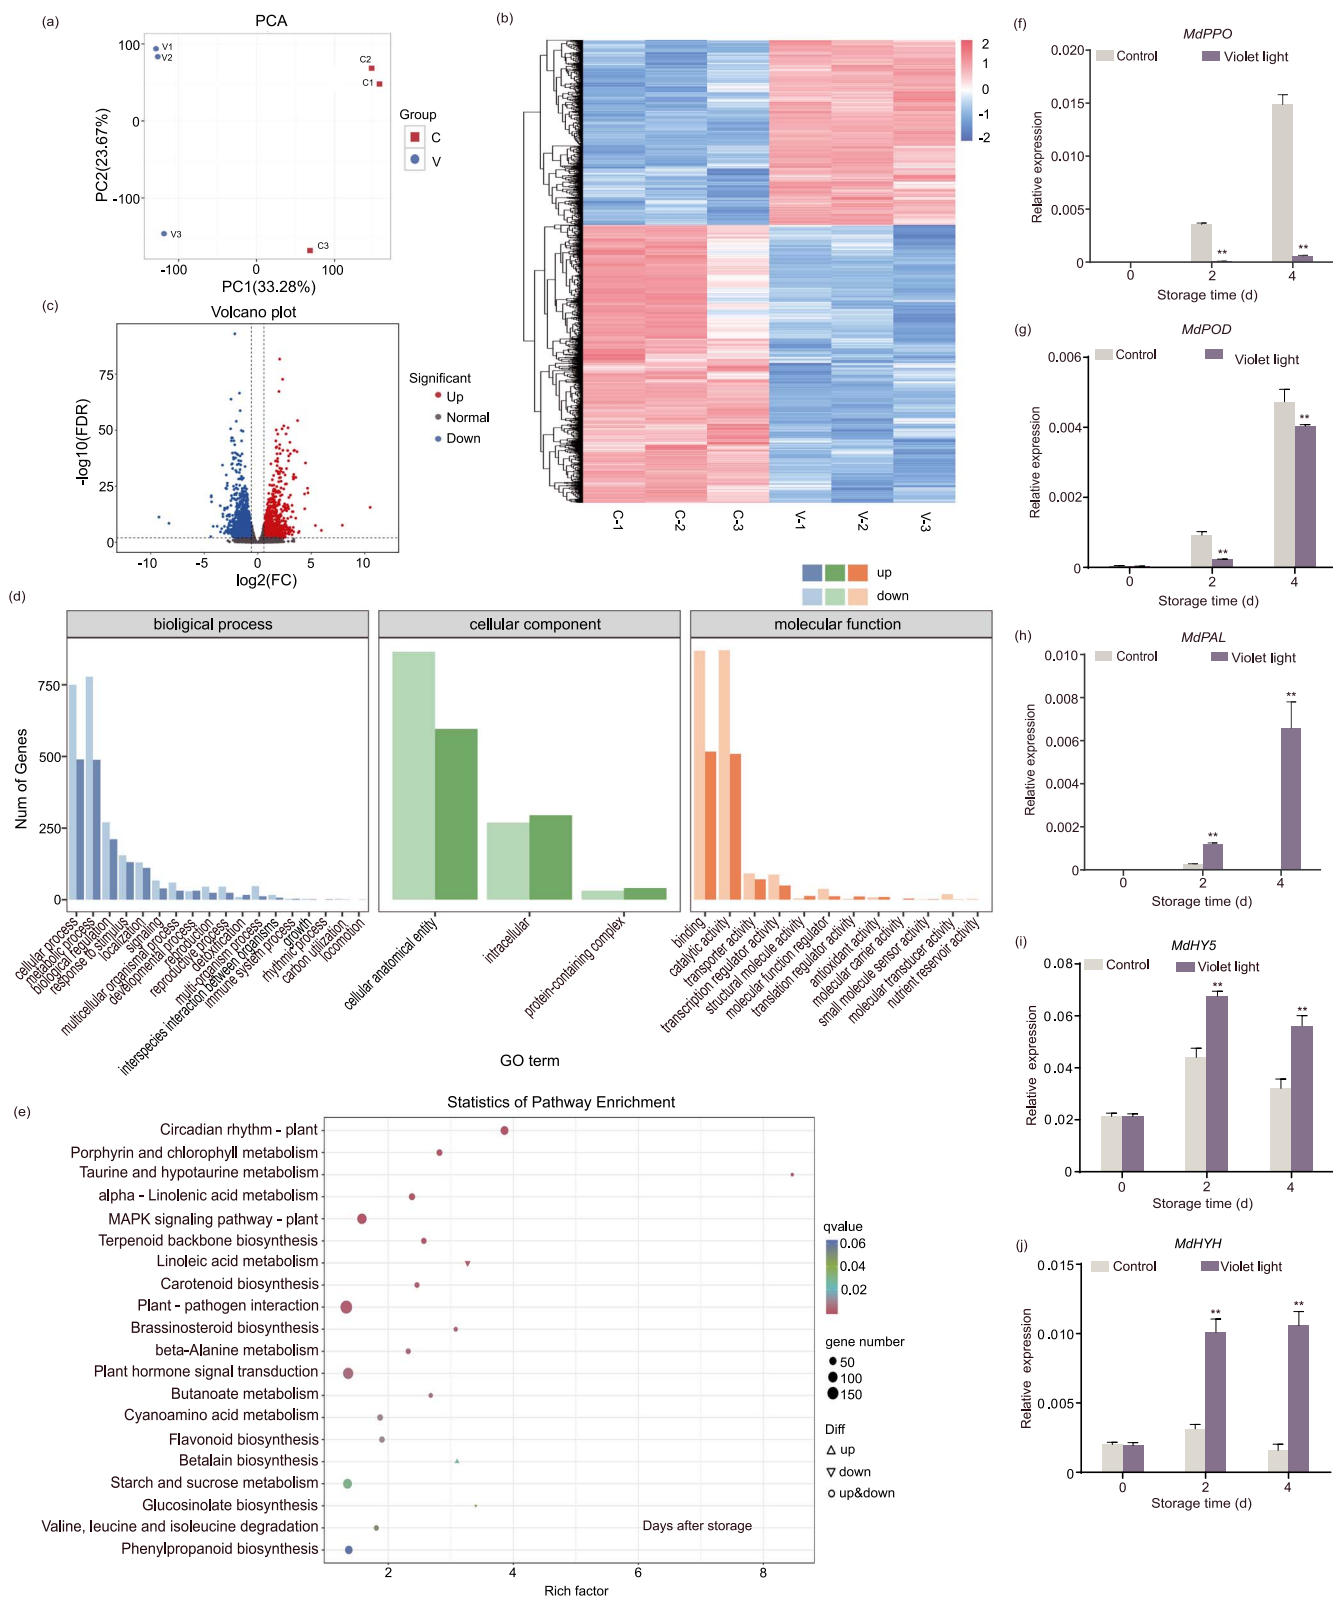 (a)
PCA
PC2(23.67%)
100
0
-100
V1
V2
V3
C2
C1
C3
-100
0
100
PC1(33.28%)
Group
C
V
(b)
2
1
0
-1
-2
C-1
C-2
C-3
V-1
V-2
V-3
(c)
Volcano plot
-log10(FDR)
75
50
25
0
-10
-5
0
5
10
log2(FC)
Significant
Up
Normal
Down
(d)
up
down
bioligical process
cellular component
molecular function
Num of Genes
750
500
250
0
cellular process
metabolic process
biological regulation
response to stimulus
localization
signaling
multicellular organismal process
developmental process
reproduction
reproductive process
detoxification
multi-organism process
interspecies interaction between organisms
immune system process
growth
rhythmic process
carbon utilization
locomotion
cellular anatomical entity
intracellular
protein-containing complex
binding
catalytic activity
transporter activity
transcription regulator activity
structural molecule activity
molecular function regulator
translation regulator activity
antioxidant activity
molecular carrier activity
small molecule sensor activity
molecular transducer activity
nutrient reservoir activity
GO term
(e)
Statistics of Pathway Enrichment
Circadian rhythm - plant
Porphyrin and chlorophyll metabolism
Taurine and hypotaurine metabolism
alpha - Linolenic acid metabolism
MAPK signaling pathway - plant
Terpenoid backbone biosynthesis
Linoleic acid metabolism
Carotenoid biosynthesis
Plant - pathogen interaction
Brassinosteroid biosynthesis
beta-Alanine metabolism
Plant hormone signal transduction
Butanoate metabolism
Cyanoamino acid metabolism
Flavonoid biosynthesis
Betalain biosynthesis
Starch and sucrose metabolism
Glucosinolate biosynthesis
Valine, leucine and isoleucine degradation
Phenylpropanoid biosynthesis
Days after storage
2
4
6
8
Rich factor
qvalue
0.06
0.04
0.02
gene number
50
100
150
Diff
up
down
up&down
(f)
MdPPO
Control
Violet light
Relative expression
0.020
0.015
0.010
0.005
0
**
**
0
2
4
Storage time (d)
(g)
MdPOD
Control
Violet light
Relative expression
0.006
0.004
0.002
0
**
**
0
2
4
Storage time (d)
(h)
MdPAL
Control
Violet light
Relative expression
0.010
0.008
0.006
0.004
0.002
0
**
**
0
2
4
Storage time (d)
(i)
MdHY5
Control
Violet light
Relative expression
0.08
0.06
0.04
0.02
0
**
**
0
2
4
Storage time (d)
(j)
MdHYH
Control
Violet light
Relative expression
0.015
0.010
0.005
0
**
**
0
2
4
Storage time (d)